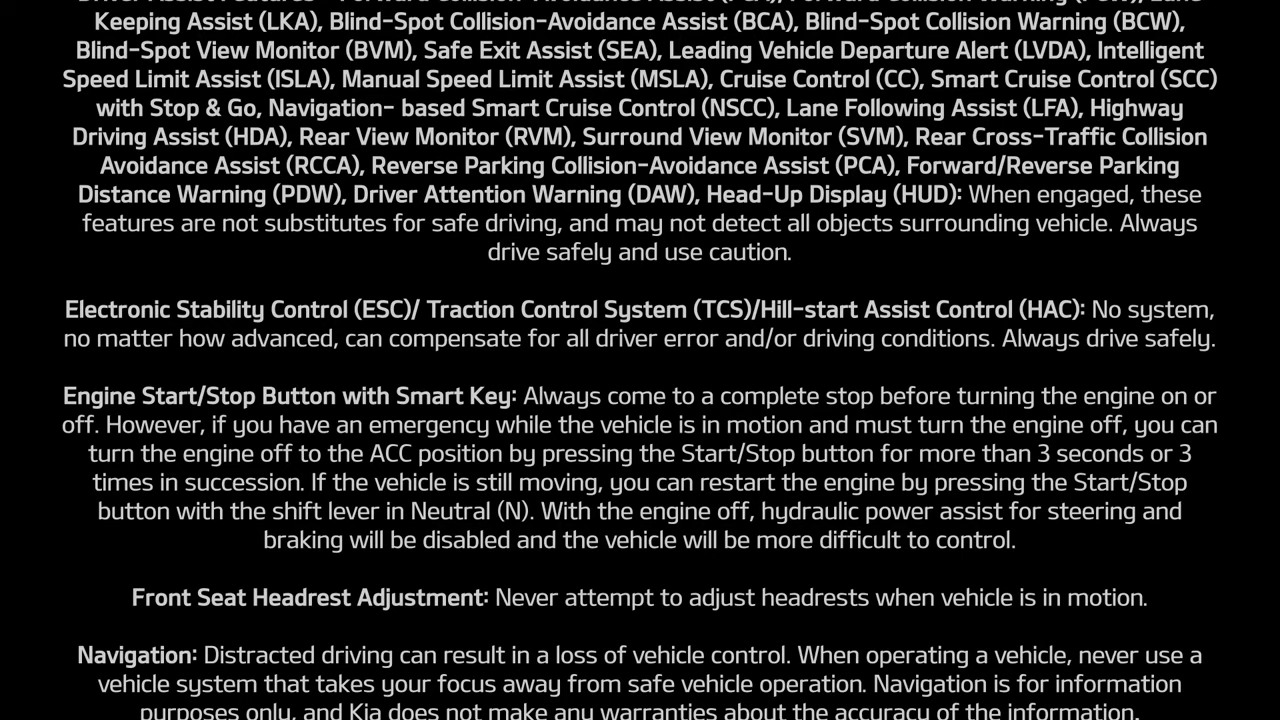 Keeping Assist (LKA), Blind-Spot Collision-Avoidance Assist (BCA), Blind-Spot Collision Warning (BCW),
Blind-Spot View Monitor (BVM), Safe Exit Assist (SEA), Leading Vehicle Departure Alert (LVDA), Intelligent
Speed Limit Assist (ISLA), Manual Speed Limit Assist (MSLA), Cruise Control (CC), Smart Cruise Control (SCC)
with Stop & Go, Navigation- based Smart Cruise Control (NSCC), Lane Following Assist (LFA), Highway
Driving Assist (HDA), Rear View Monitor (RVM), Surround View Monitor (SVM), Rear Cross-Traffic Collision
Avoidance Assist (RCCA), Reverse Parking Collision-Avoidance Assist (PCA), Forward/Reverse Parking
Distance Warning (PDW), Driver Attention Warning (DAW), Head-Up Display (HUD): When engaged, these
features are not substitutes for safe driving, and may not detect all objects surrounding vehicle. Always
drive safely and use caution.
Electronic Stability Control (ESC)/ Traction Control System (TCS)/Hill-start Assist Control (HAC): No system,
no matter how advanced, can compensate for all driver error and/or driving conditions. Always drive safely.
Engine Start/Stop Button with Smart Key: Always come to a complete stop before turning the engine on or
off. However, if you have an emergency while the vehicle is in motion and must turn the engine off, you can
turn the engine off to the ACC position by pressing the Start/Stop button for more than 3 seconds or 3
times in succession. If the vehicle is still moving, you can restart the engine by pressing the Start/Stop
button with the shift lever in Neutral (N). With the engine off, hydraulic power assist for steering and
braking will be disabled and the vehicle will be more difficult to control.
Front Seat Headrest Adjustment: Never attempt to adjust headrests when vehicle is in motion.
Navigation: Distracted driving can result in a loss of vehicle control. When operating a vehicle, never use a
vehicle system that takes your focus away from safe vehicle operation. Navigation is for information
purposes only, and Kia does not make any warranties about the accuracy of the information.